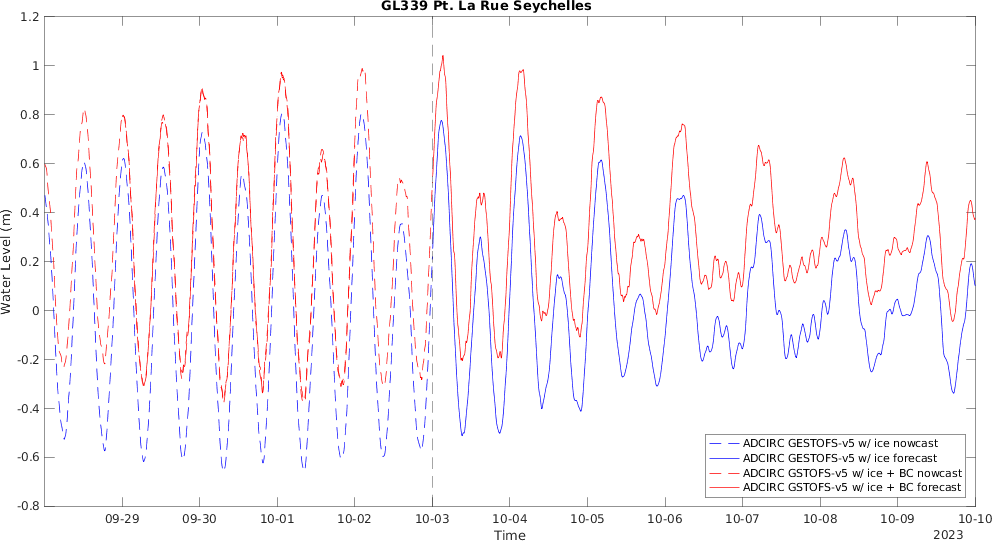 GL339 Pt. La Rue Seychelles
1.2
1
0.8
0.6
0.4
0.2
0
-0.2
-0.4
-0.6
-0.8
Water Level (m)
ADCIRC GESTOFS-v5 w/ ice nowcast
ADCIRC GESTOFS-v5 w/ ice forecast
ADCIRC GSTOFS-v5 w/ ice + BC nowcast
ADCIRC GSTOFS-v5 w/ ice + BC forecast
09-29 09-30 10-01 10-02 10-03 10-04 10-05 10-06 10-07 10-08 10-09 10-10
Time
2023